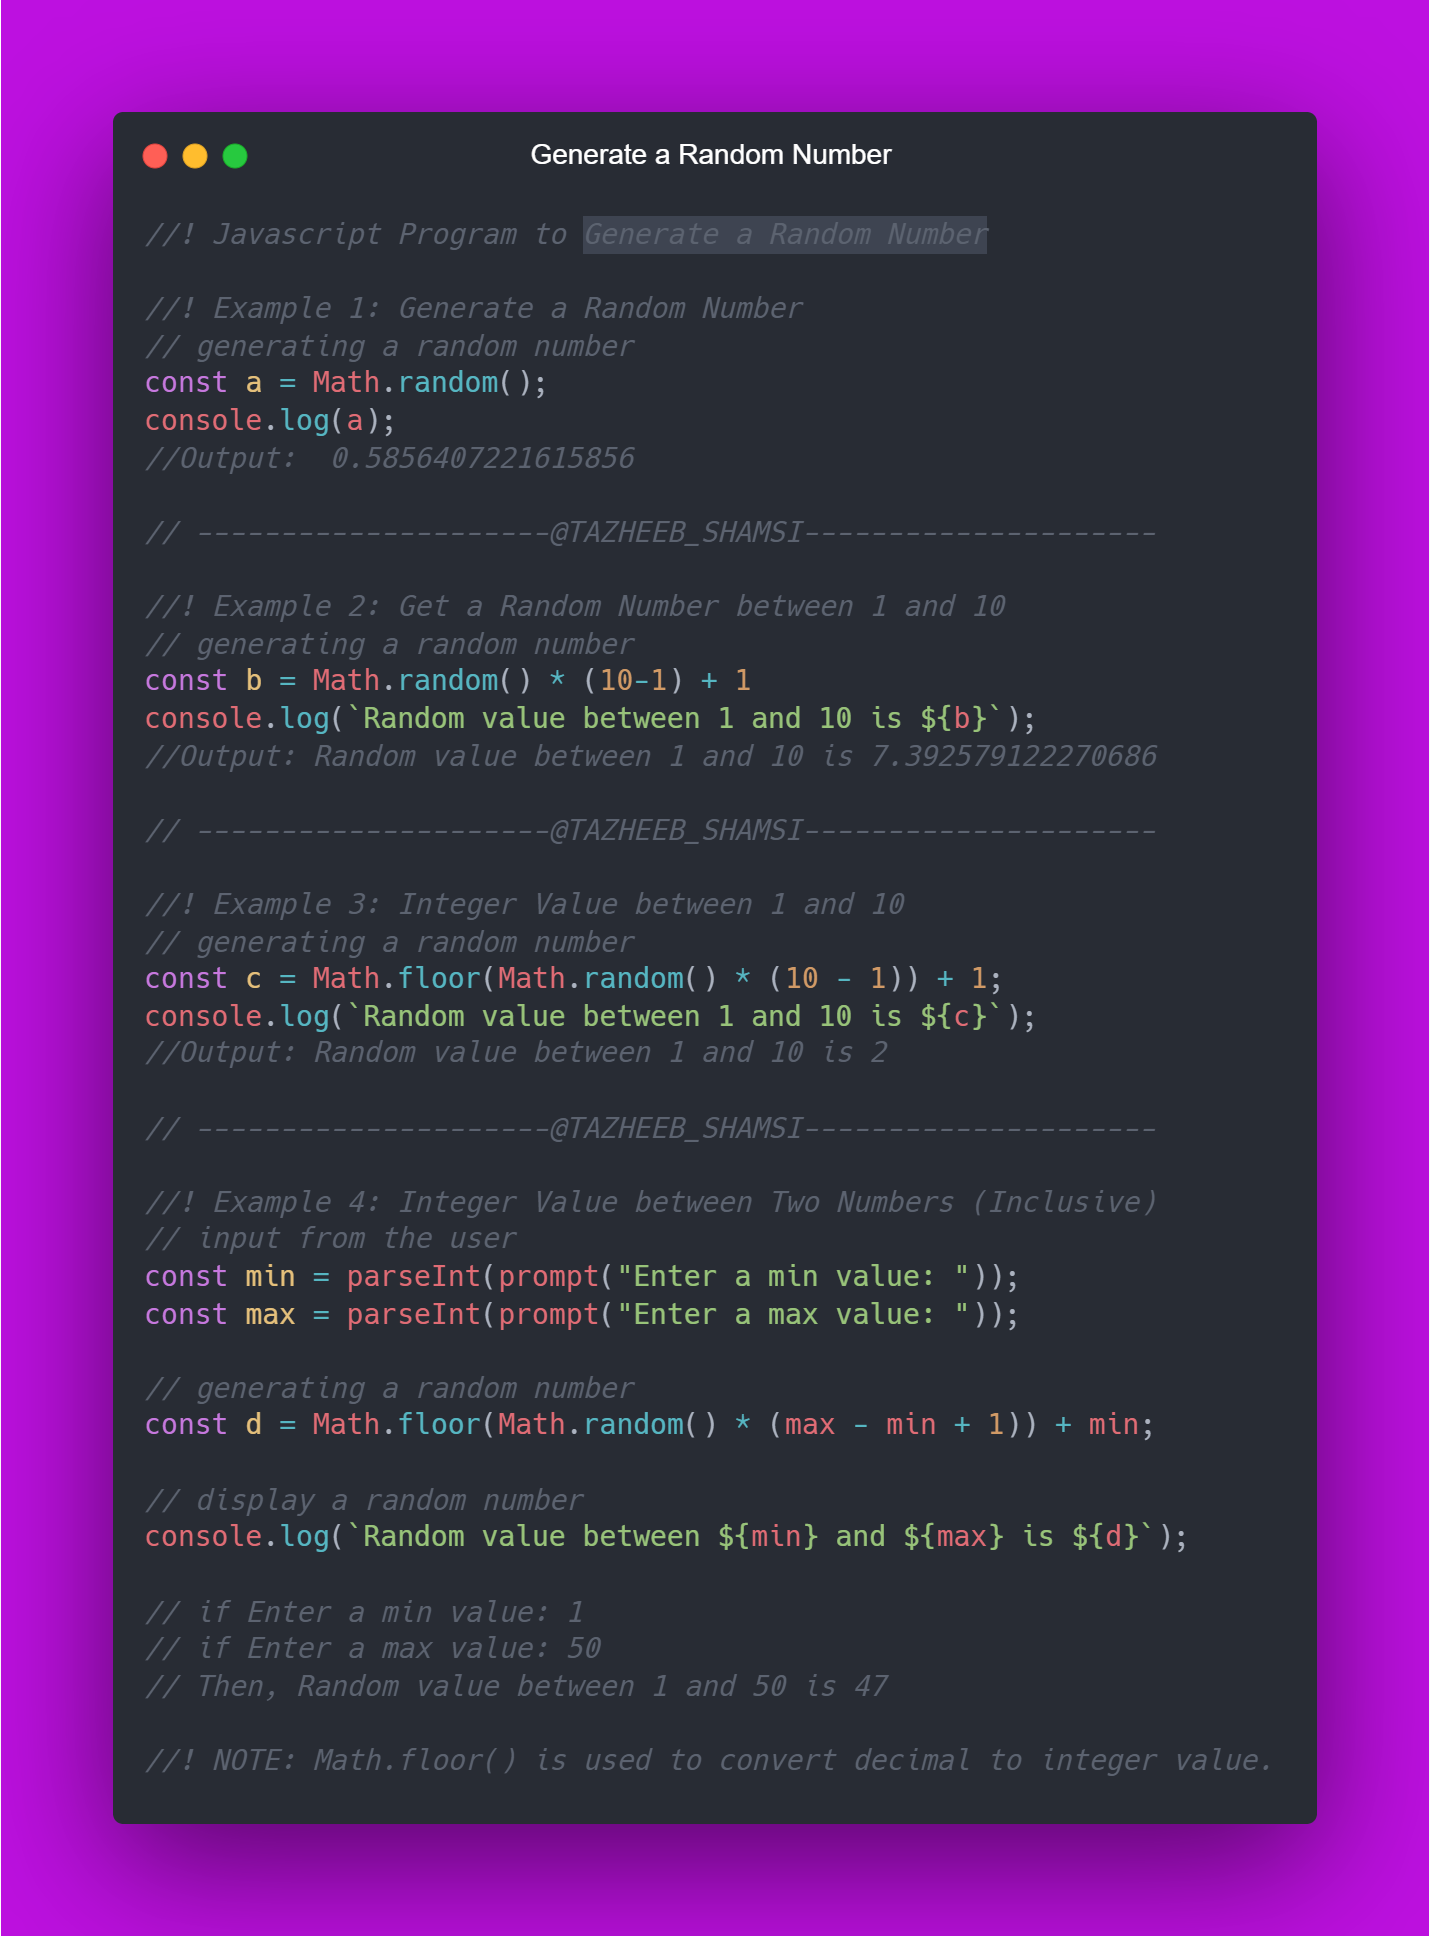 Generate a Random Number
//! Javascript Program to Generate a Random Number
//! Example 1: Generate a Random Number
// generating a random number
const a = Math.random();
console.log(a);
//Output:  0.5856407221615856
// ---------------------@TAZHEEB_SHAMSI---------------------
//! Example 2: Get a Random Number between 1 and 10
// generating a random number
const b = Math.random() * (10-1) + 1
console.log(`Random value between 1 and 10 is ${b}`);
//Output: Random value between 1 and 10 is 7.392579122270686
// ---------------------@TAZHEEB_SHAMSI---------------------
//! Example 3: Integer Value between 1 and 10
// generating a random number
const c = Math.floor(Math.random() * (10 - 1)) + 1;
console.log(`Random value between 1 and 10 is ${c}`);
//Output: Random value between 1 and 10 is 2
// ---------------------@TAZHEEB_SHAMSI---------------------
//! Example 4: Integer Value between Two Numbers (Inclusive)
// input from the user
const min = parseInt(prompt("Enter a min value: "));
const max = parseInt(prompt("Enter a max value: "));
// generating a random number
const d = Math.floor(Math.random() * (max - min + 1)) + min;
// display a random number
console.log(`Random value between ${min} and ${max} is ${d}`);
// if Enter a min value: 1
// if Enter a max value: 50
// Then, Random value between 1 and 50 is 47
//! NOTE: Math.floor() is used to convert decimal to integer value.